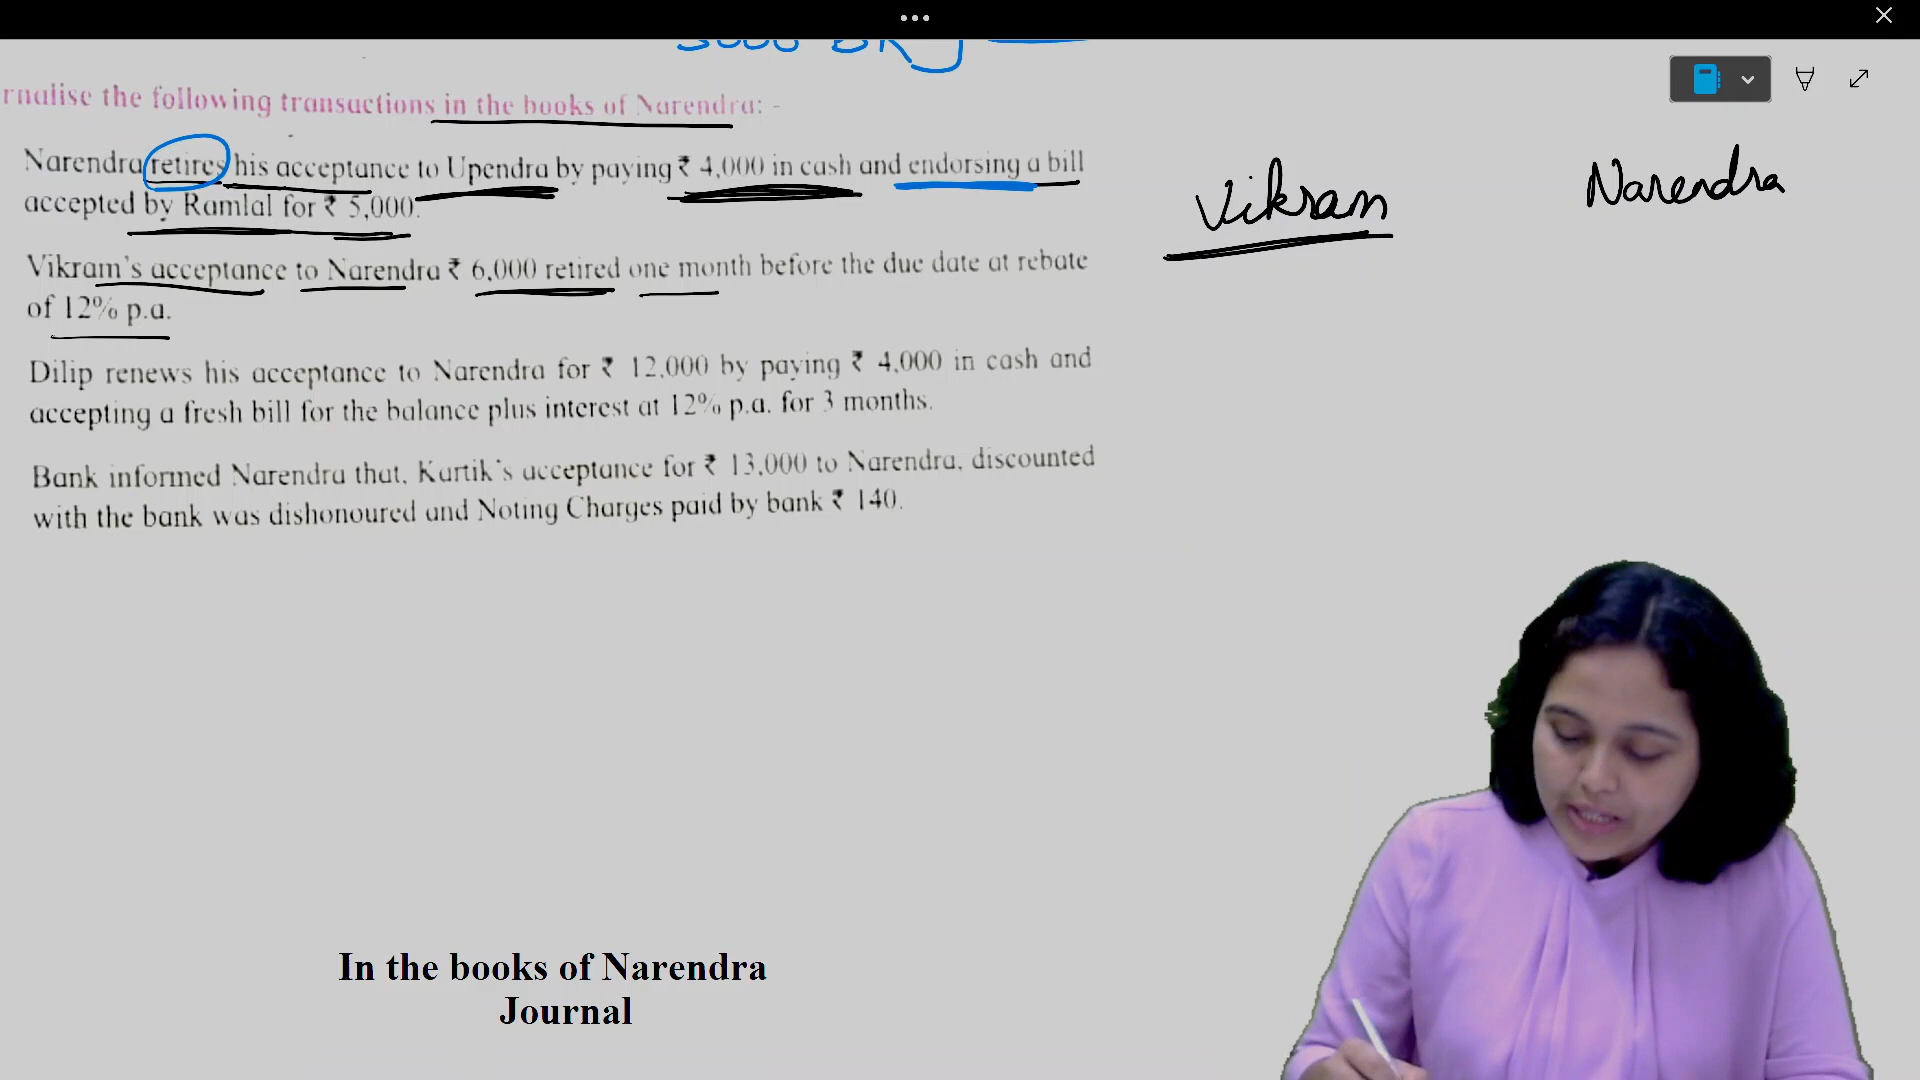 rnalise the following transactions in the books of Narendra: -
Narendra retires his acceptance to Upendra by paying ₹ 4,000 in cash and endorsing a bill
accepted by Ramlal for ₹ 5,000.
Vikram's acceptance to Narendra ₹ 6,000 retired one month before the due date at rebate
of 12% p.a.
Dilip renews his acceptance to Narendra for ₹ 12,000 by paying ₹ 4,000 in cash and
accepting a fresh bill for the balance plus interest at 12% p.a. for 3 months.
Bank informed Narendra that, Kartik's acceptance for ₹ 13,000 to Narendra, discounted
with the bank was dishonoured and Noting Charges paid by bank ₹ 140.
Vikram
Narendra
In the books of Narendra
Journal